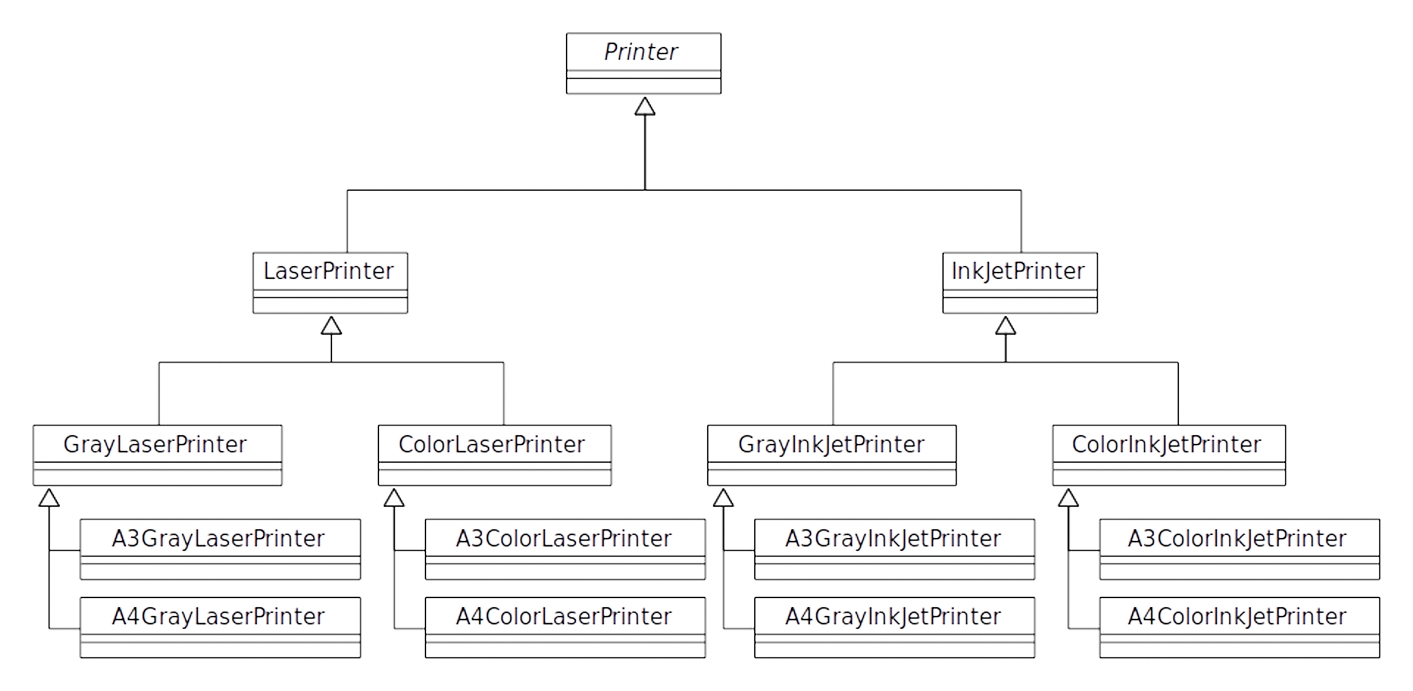 Printer
LaserPrinter
InkJetPrinter
GrayLaserPrinter
ColorLaserPrinter
GrayInkJetPrinter
ColorInkJetPrinter
A3GrayLaserPrinter
A3ColorLaserPrinter
A3GrayInkJetPrinter
A3ColorInkJetPrinter
A4GrayLaserPrinter
A4ColorLaserPrinter
A4GrayInkJetPrinter
A4ColorInkJetPrinter